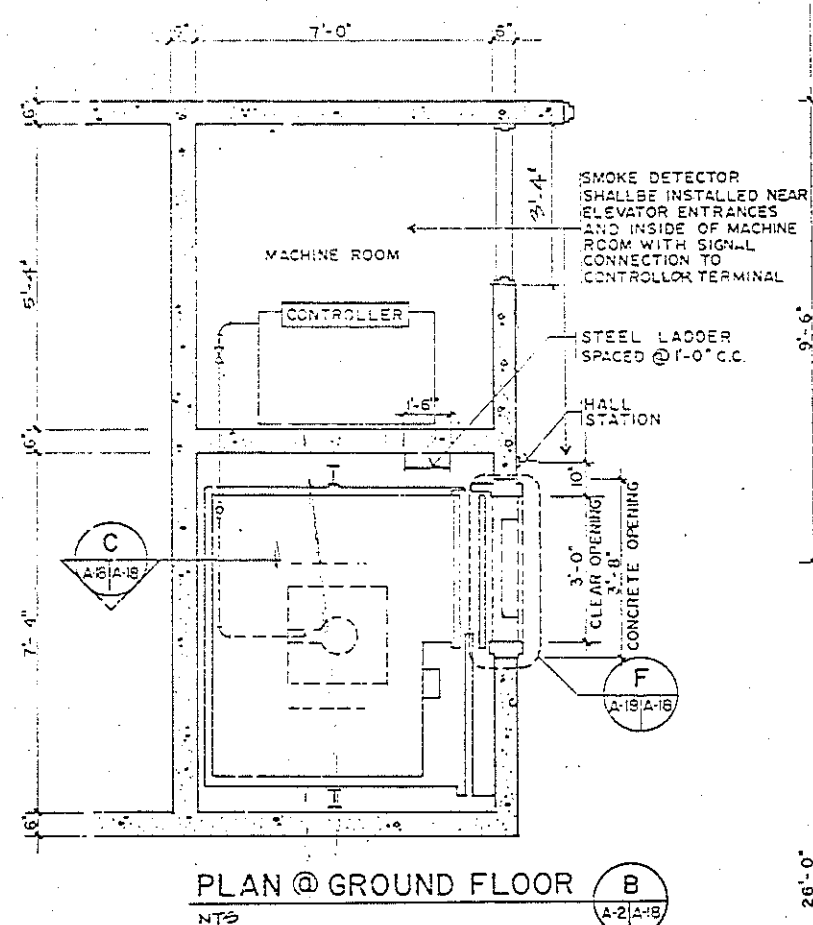 7'-0"
6"
6"
5'-4"
6"
7'-4"
6"
3'-4"
SMOKE DETECTOR
SHALLBE INSTALLED NEAR
ELEVATOR ENTRANCES
AND INSIDE OF MACHINE
ROOM WITH SIGNAL
CONNECTION TO
CONTROLLOR TERMINAL
MACHINE ROOM
CONTROLLER
STEEL LADDER
SPACED @ 1'-0" C.C.
1'-6"
HALL
STATION
10"
3'-0"
CLEAR OPENING
3'-8"
CONCRETE OPENING
9'-6"
26'-0"
C
A-18
F
A-19 A-18
PLAN @ GROUND FLOOR
NTS
B
A-2 A-18